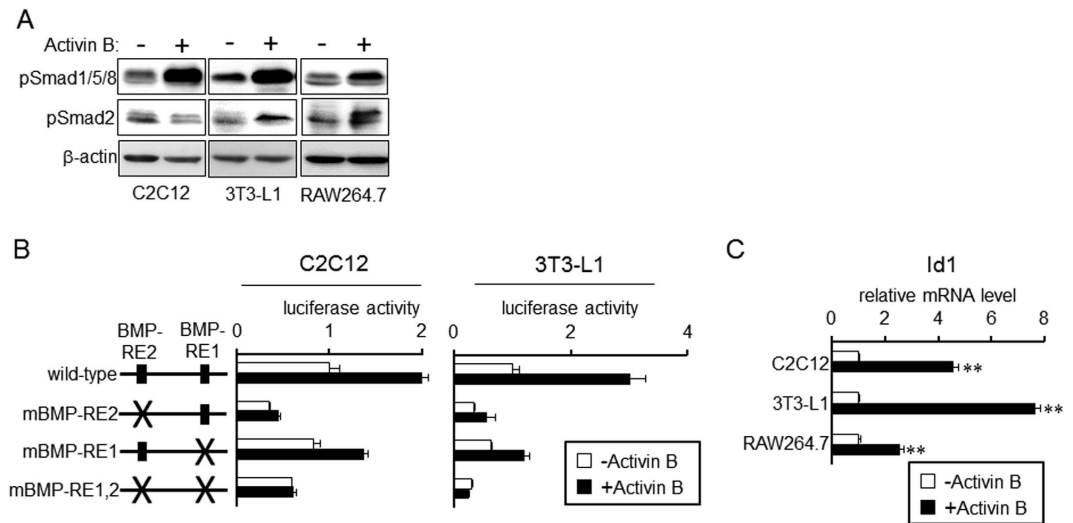 A
Activin B: - + - + - +
pSmad1/5/8
pSmad2
β-actin
C2C12 3T3-L1 RAW264.7
B
C2C12 3T3-L1
luciferase activity luciferase activity
BMP-RE2 BMP-RE1
0 1 2 0 2 4
wild-type
mBMP-RE2
mBMP-RE1
mBMP-RE1,2
-Activin B
+Activin B
C
Id1
relative mRNA level
0 2 4 6 8
C2C12 **
3T3-L1 **
RAW264.7 **
-Activin B
+Activin B